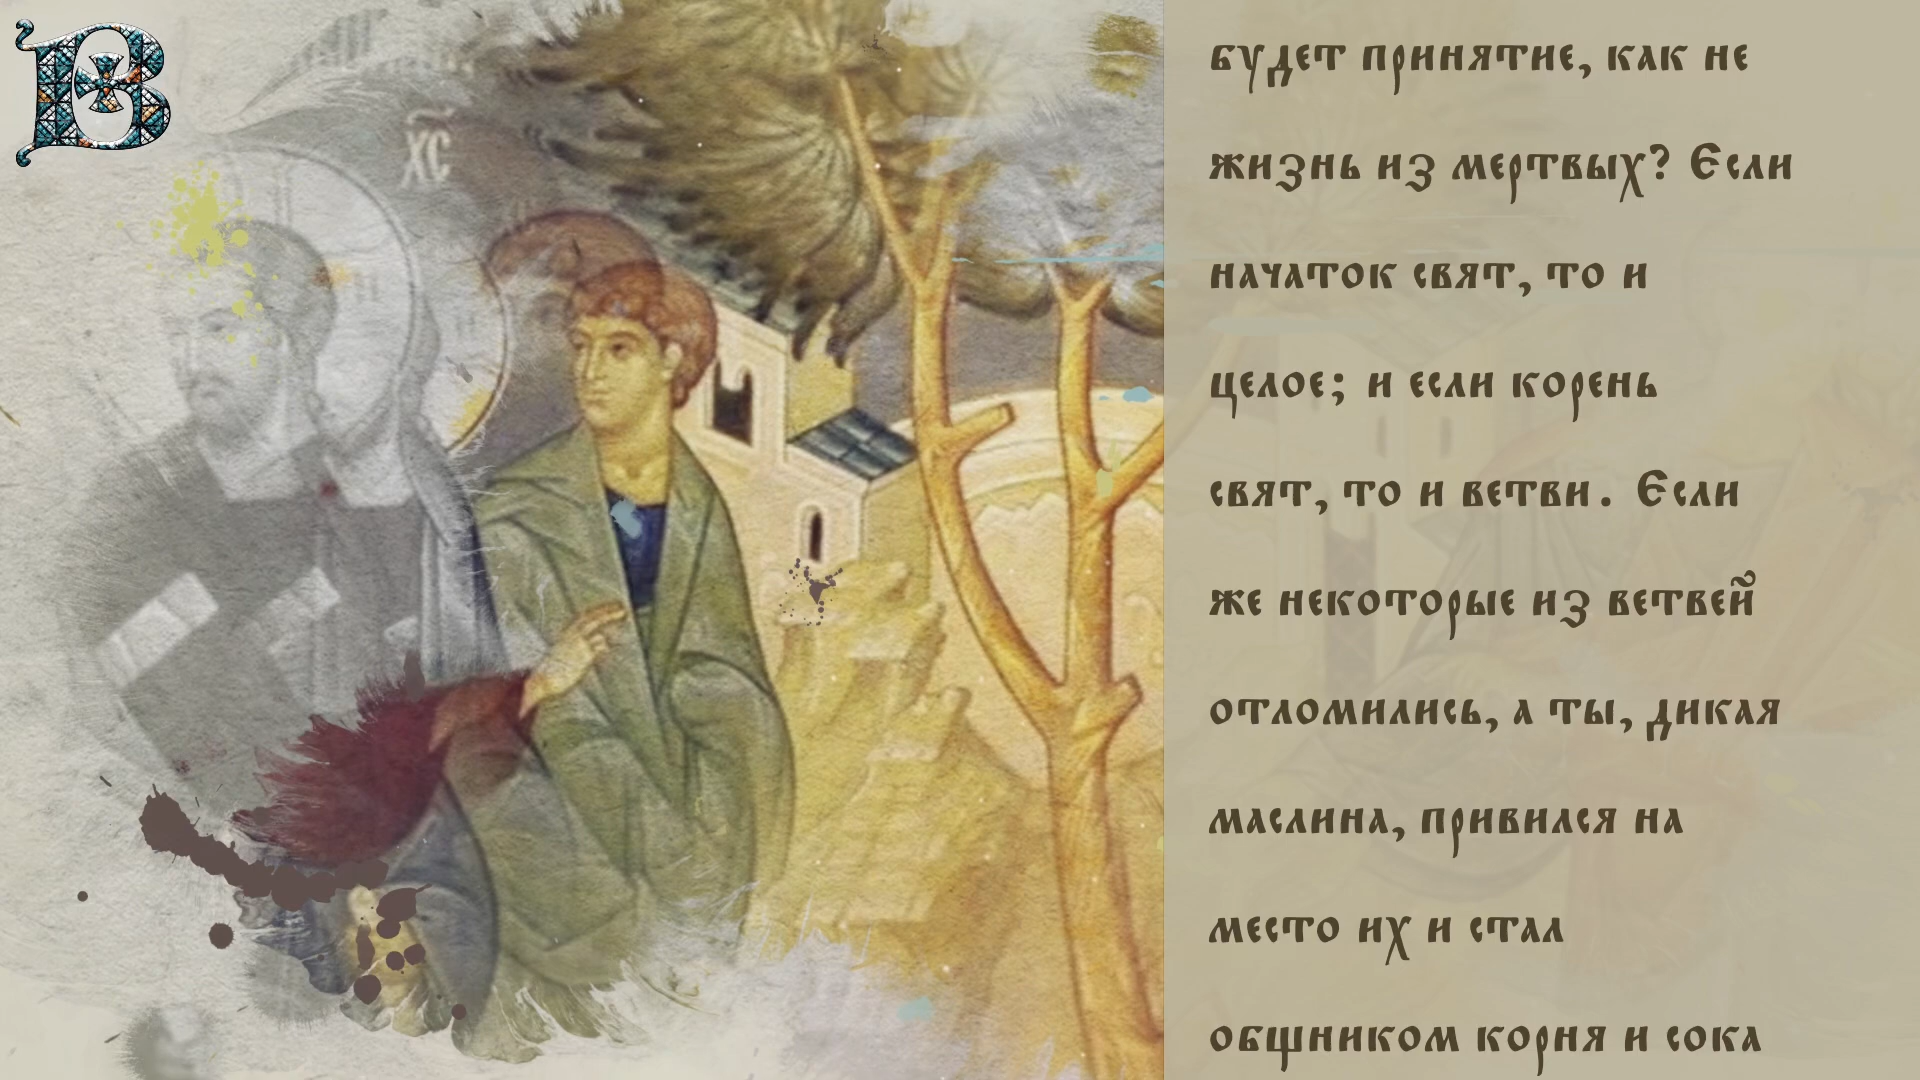 В
ХС
будет принятие, как не
жизнь из мертвых? Если
начаток свят, то и
целое; и если корень
свят, то и ветви. Если
же некоторые из ветвей
отломились, а ты, дикая
маслина, привился на
место их и стал
общником корня и сока